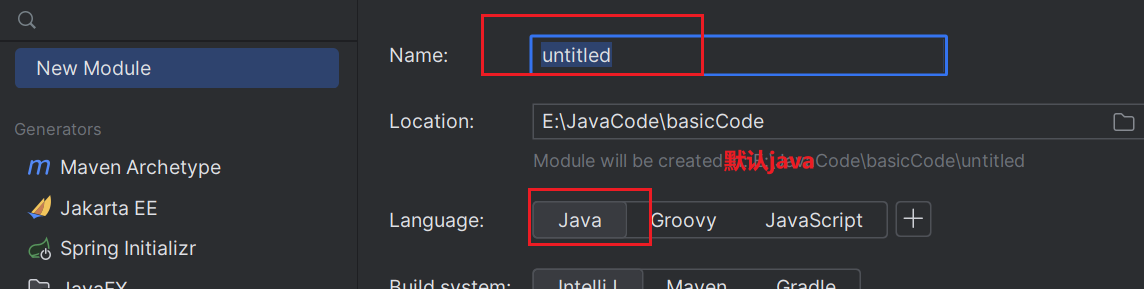 New Module
Generators
Maven Archetype
Jakarta EE
Spring Initializr
JavaFX
Name:
untitled
Location:
E:\JavaCode\basicCode
Module will be created
默认java
Code\basicCode\untitled
Language:
Java
Groovy
JavaScript
Build system:
IntelliJ
Maven
Gradle